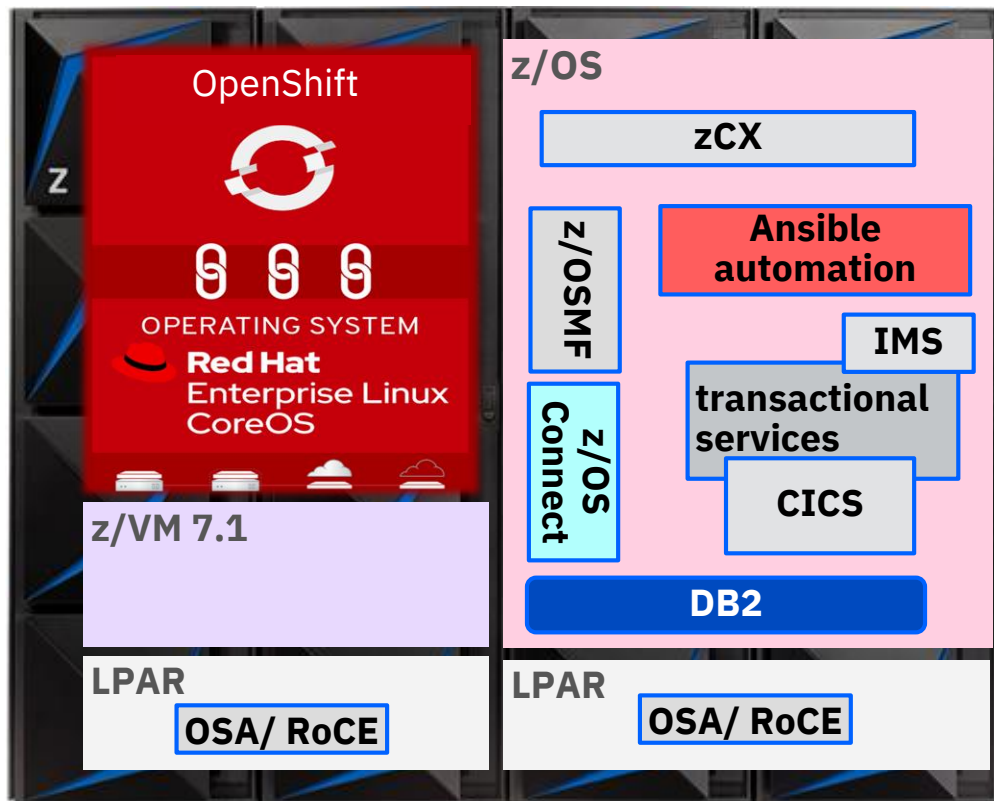 Z
OpenShift
OPERATING SYSTEM
Red Hat
Enterprise Linux
CoreOS
z/VM 7.1
LPAR
OSA/ RoCE
z/OS
zCX
z/OSMF
Ansible
automation
IMS
transactional
services
CICS
z/OS
Connect
DB2
LPAR
OSA/ RoCE